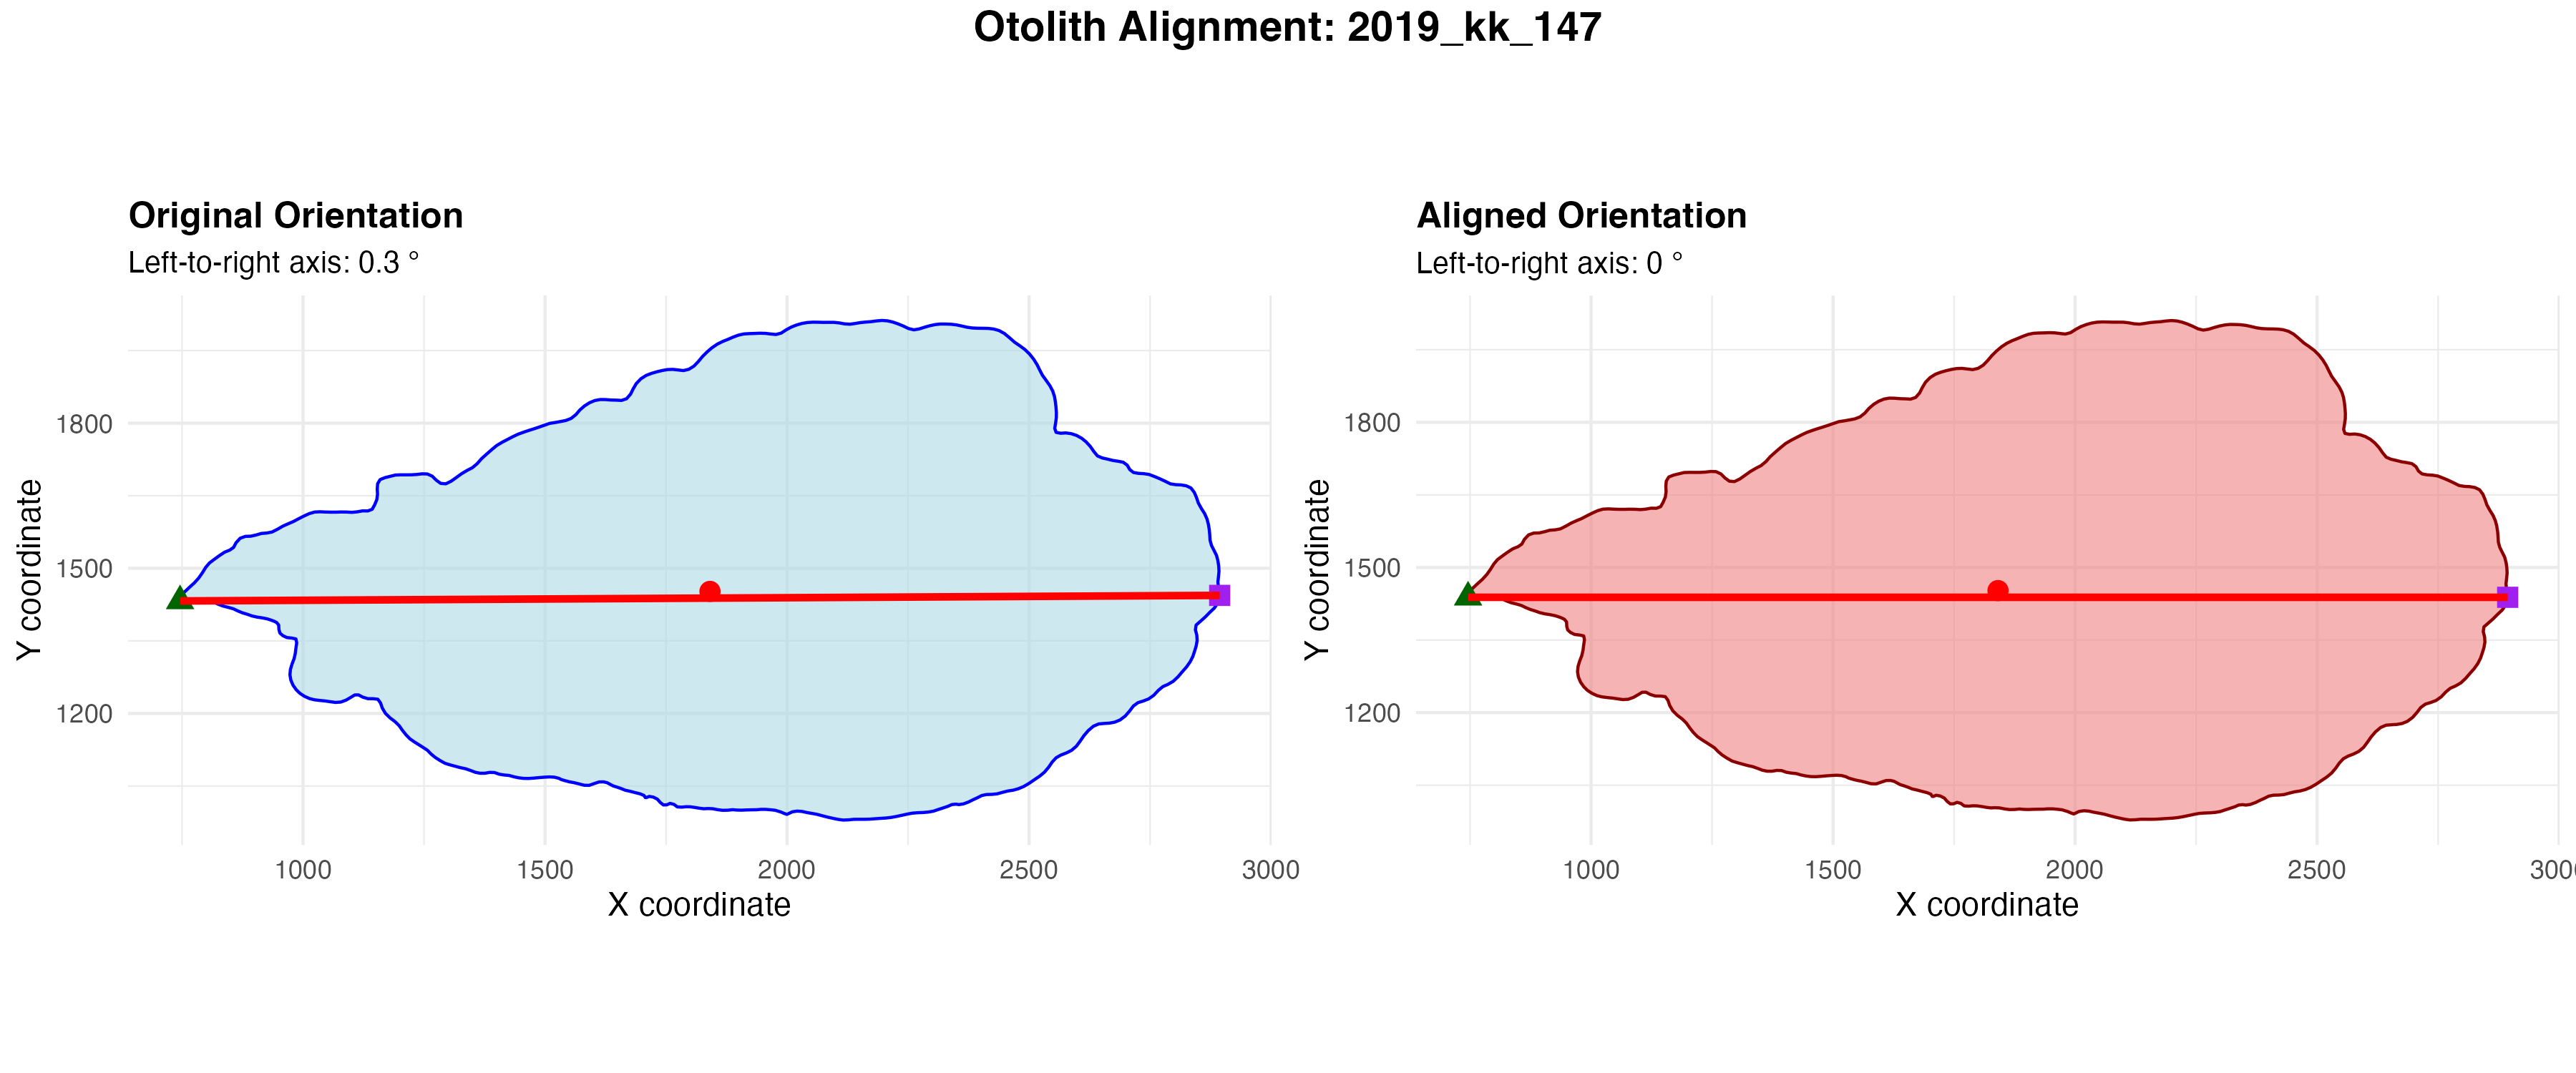 Otolith Alignment: 2019_kk_147
Original Orientation
Left-to-right axis: 0.3 °
Y coordinate
1800
1500
1200
1000 1500 2000 2500 3000
X coordinate
Aligned Orientation
Left-to-right axis: 0 °
Y coordinate
1800
1500
1200
1000 1500 2000 2500 300
X coordinate